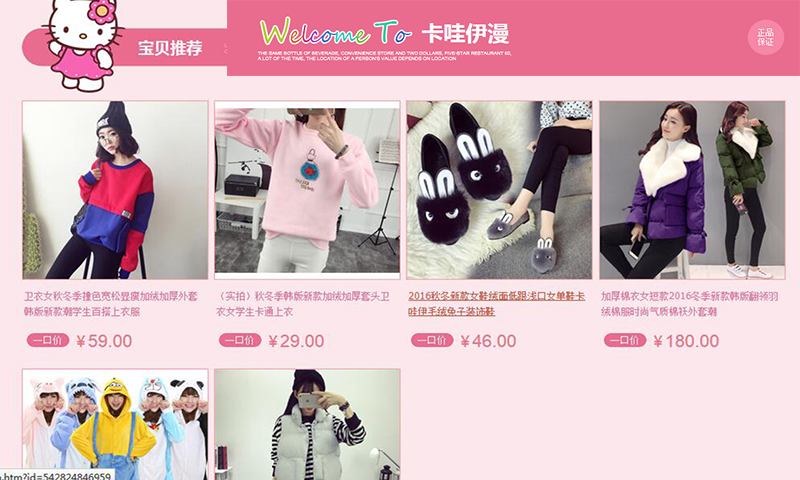 宝贝推荐
Welcome To 卡哇伊漫
THE SAME BOTTLE OF BEVERAGE, CONVENIENCE STORE AND TWO DOLLARS, FIVE-STAR RESTAURANT 60,
A LOT OF THE TIME, THE LOCATION OF A PERSON'S VALUE DEPENDS ON LOCATION
正品
保证
卫衣女秋冬季撞色宽松显瘦加绒加厚外套
韩版新款潮学生百搭上衣服
一口价 ¥59.00
（实拍）秋冬季韩版新款加绒加厚套头卫
衣女学生卡通上衣
一口价 ¥29.00
2016秋冬新款女鞋绒面低跟浅口女单鞋卡
哇伊毛绒兔子装饰鞋
一口价 ¥46.00
加厚棉衣女短款2016冬季新款韩版翻领羽
绒棉服时尚气质棉袄外套潮
一口价 ¥180.00
.htm?id=542824846959